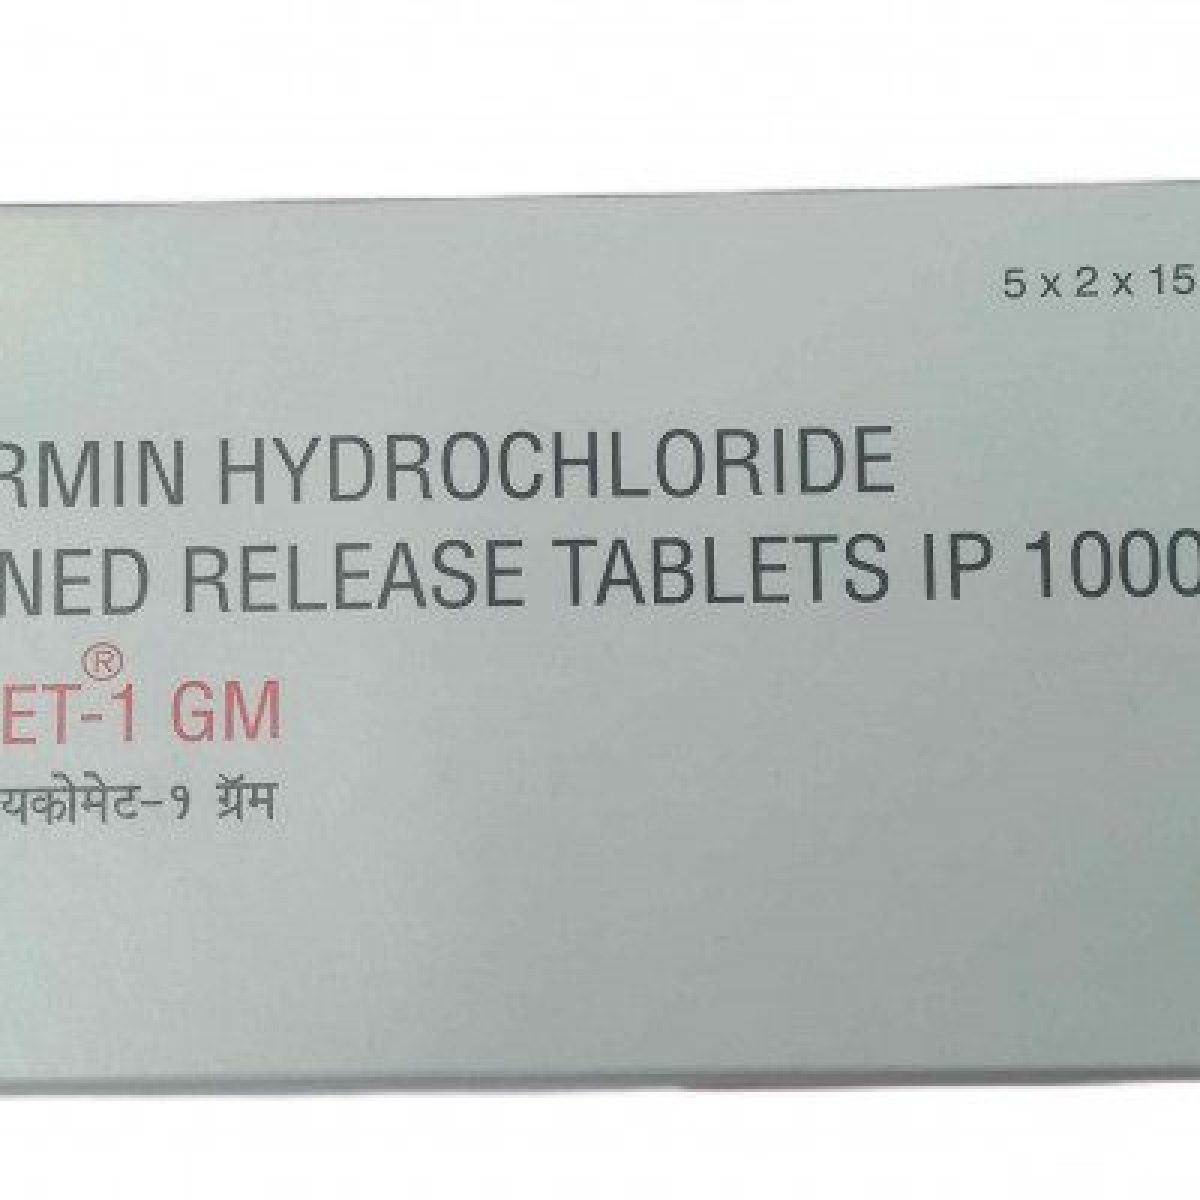 5 x 2 x 15
RMIN HYDROCHLORIDE
NED RELEASE TABLETS IP 1000
ET®-1 GM
यकोमेट-१ ग्रॅम